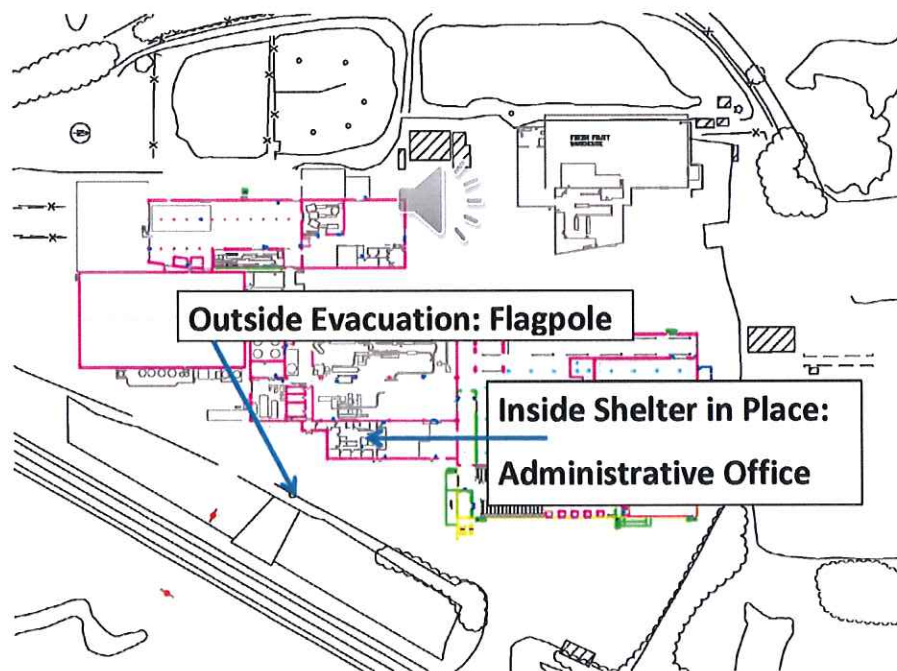 Outside Evacuation: Flagpole
Inside Shelter in Place:
Administrative Office